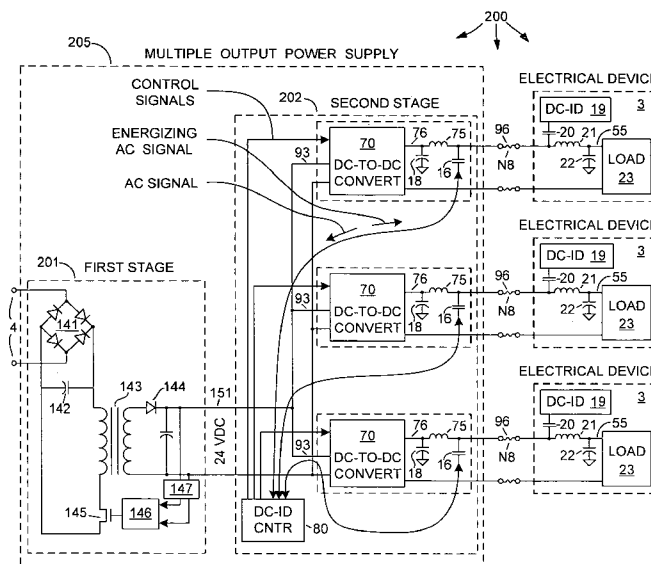 200
205
MULTIPLE OUTPUT POWER SUPPLY
CONTROL SIGNALS
202
SECOND STAGE
ENERGIZING AC SIGNAL
93
AC SIGNAL
70
DC-TO-DC
CONVERT
76
75
18
16
96
N8
ELECTRICAL DEVICE
3
DC-ID 19
20
21
55
22
LOAD
23
201
FIRST STAGE
4
141
142
143
144
151
24 VDC
145
146
147
93
70
DC-TO-DC
CONVERT
76
75
18
16
96
N8
ELECTRICAL DEVICE
3
DC-ID 19
20
21
55
22
LOAD
23
93
70
DC-TO-DC
CONVERT
76
75
18
16
96
N8
ELECTRICAL DEVICE
3
DC-ID 19
20
21
55
22
LOAD
23
DC-ID
CNTR
80